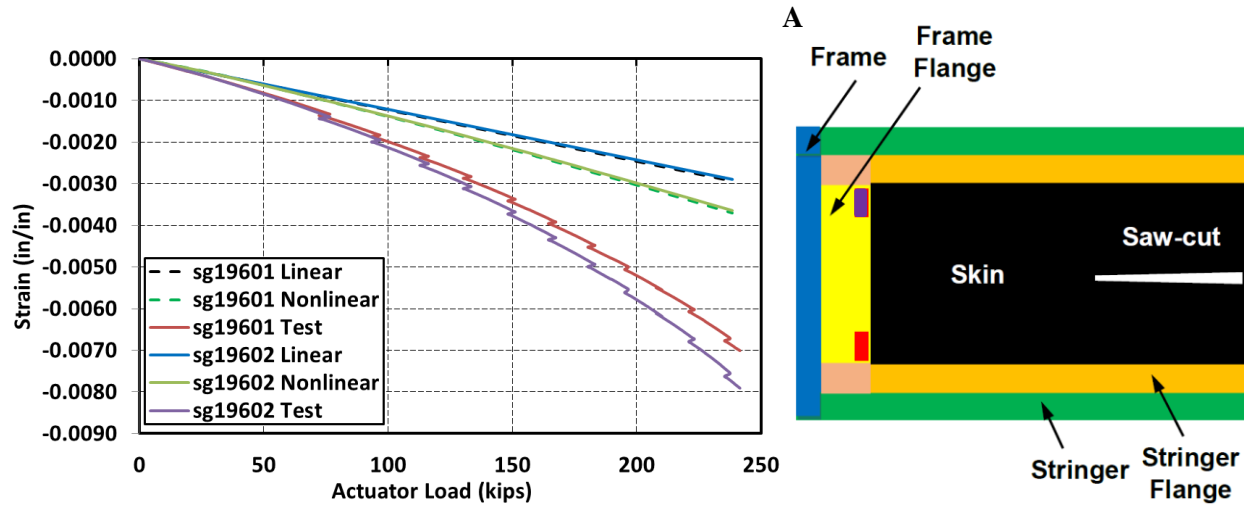 0.0000
-0.0010
-0.0020
-0.0030
-0.0040
-0.0050
-0.0060
-0.0070
-0.0080
-0.0090
Strain (in/in)
sg19601 Linear
sg19601 Nonlinear
sg19601 Test
sg19602 Linear
sg19602 Nonlinear
sg19602 Test
0 50 100 150 200 250
Actuator Load (kips)
A
Frame
Frame
Flange
Skin
Saw-cut
Stringer
Stringer
Flange